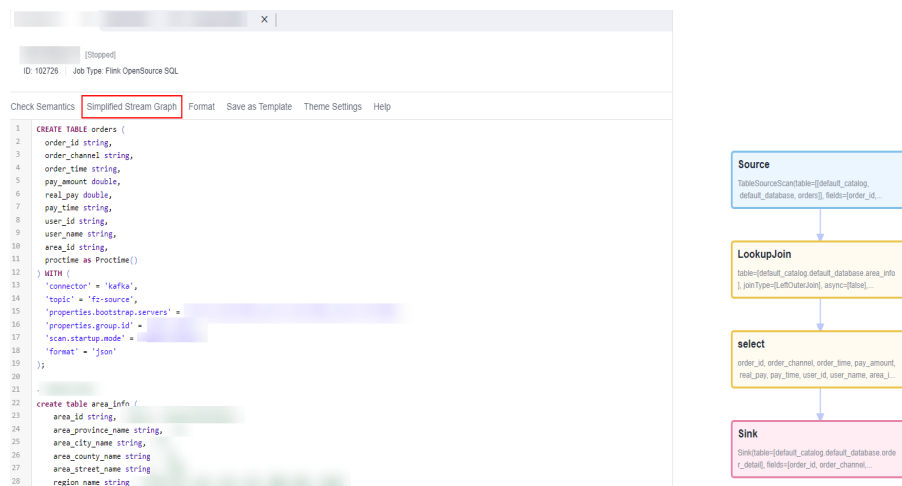 ×
[Stopped]
ID: 102726 Job Type: Flink OpenSource SQL
Check Semantics Simplified Stream Graph Format Save as Template Theme Settings Help
1 CREATE TABLE orders (
2 order_id string,
3 order_channel string,
4 order_time string,
5 pay_amount double,
6 real_pay double,
7 pay_time string,
8 user_id string,
9 user_name string,
10 area_id string,
11 proctime as Proctime()
12 ) WITH (
13 'connector' = 'kafka',
14 'topic' = 'fz-source',
15 'properties.bootstrap.servers' =
16 'properties.group.id' =
17 'scan.startup.mode' =
18 'format' = 'json'
19 );
20
21
22 create table area_info (
23 area_id string,
24 area_province_name string,
25 area_city_name string,
26 area_county_name string
27 area_street_name string
28 region_name string
Source
TableSourceScan(table=[[default_catalog,
default_database, orders]], fields=[order_id,...
LookupJoin
table=[default_catalog.default_database.area_info
], joinType=[LeftOuterJoin], async=[false],...
select
order_id, order_channel, order_time, pay_amount,
real_pay, pay_time, user_id, user_name, area_i...
Sink
Sink(table=[default_catalog.default_database.orde
r_detail], fields=[order_id, order_channel,...